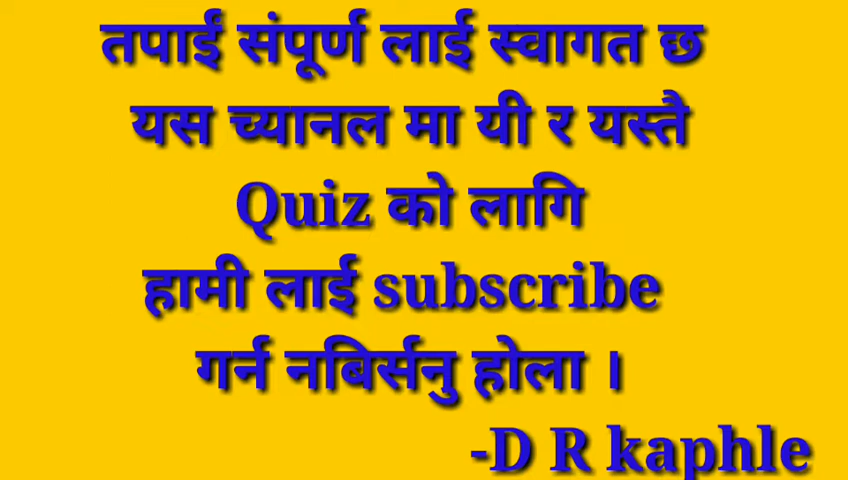 तपाईं संपूर्ण लाई स्वागत छ
यस च्यानल मा यी र यस्तै
Quiz को लागि
हामी लाई subscribe
गर्न नबिर्सनु होला ।
-D R kaphle